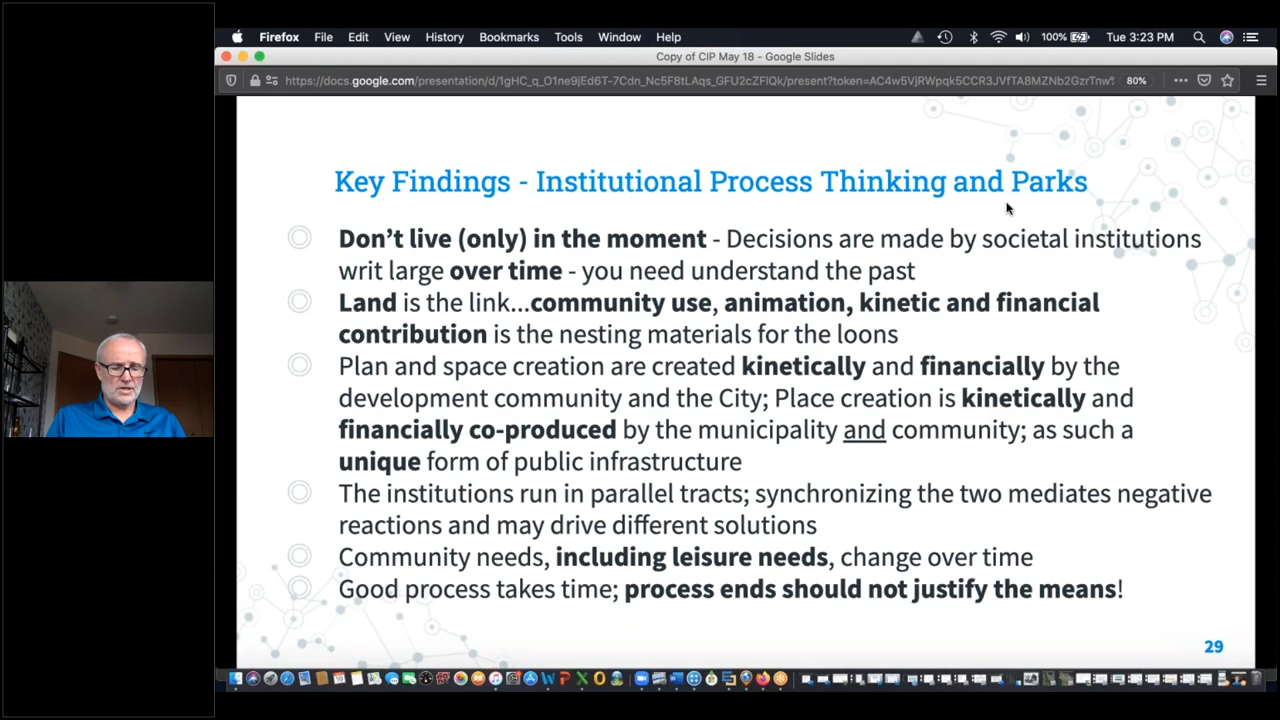 Firefox File Edit View History Bookmarks Tools Window Help 100% Tue 3:23 PM
Copy of CIP May 18 - Google Slides
80%
Key Findings - Institutional Process Thinking and Parks
Don’t live (only) in the moment - Decisions are made by societal institutions
writ large over time - you need understand the past
Land is the link...community use, animation, kinetic and financial
contribution is the nesting materials for the loons
Plan and space creation are created kinetically and financially by the
development community and the City; Place creation is kinetically and
financially co-produced by the municipality and community; as such a
unique form of public infrastructure
The institutions run in parallel tracts; synchronizing the two mediates negative
reactions and may drive different solutions
Community needs, including leisure needs, change over time
Good process takes time; process ends should not justify the means!
29